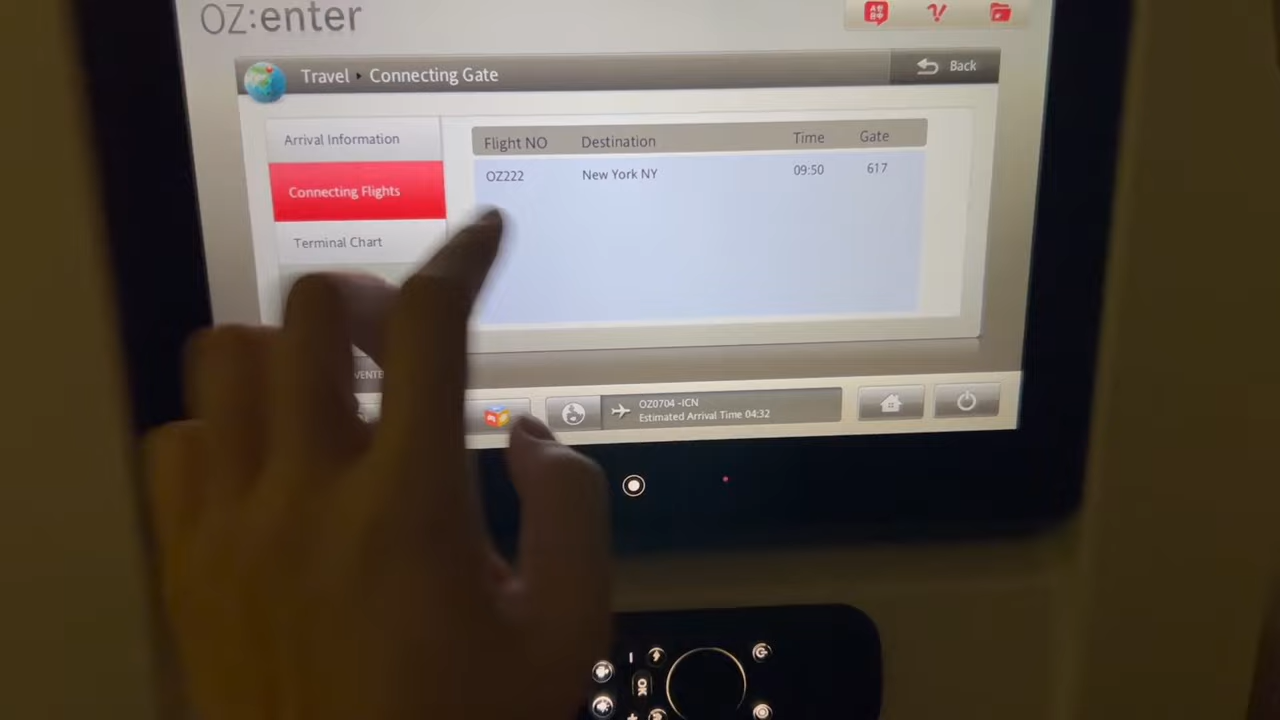 OZ:enter
Travel ▸ Connecting Gate
Back
Arrival Information
Connecting Flights
Terminal Chart
Flight NO Destination Time Gate
OZ222 New York NY 09:50 617
OZ0704 -ICN
Estimated Arrival Time 04:32
OK